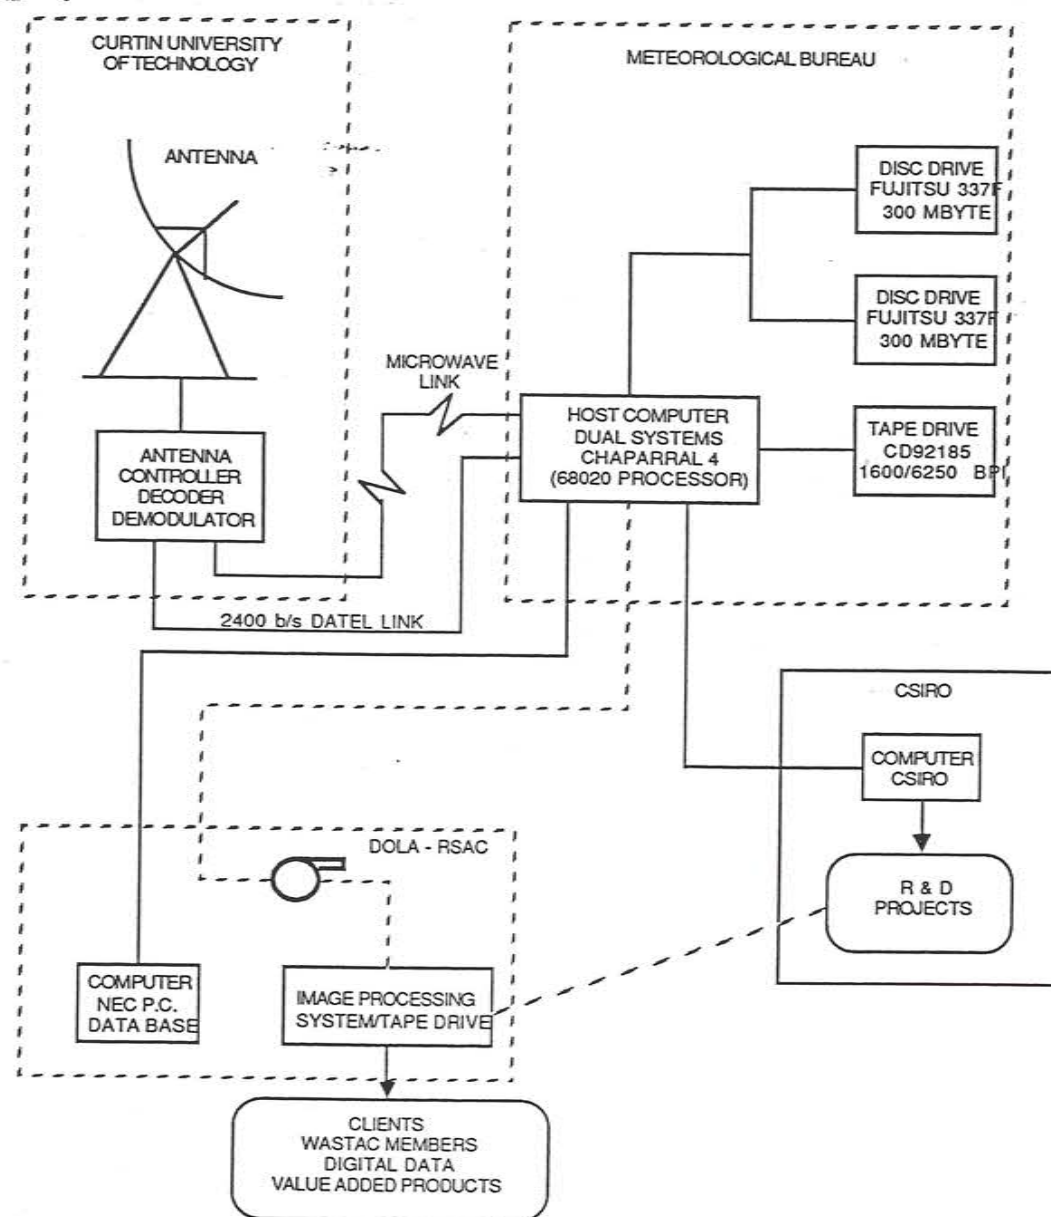 CURTIN UNIVERSITY
OF TECHNOLOGY
ANTENNA
ANTENNA
CONTROLLER
DECODER
DEMODULATOR
MICROWAVE
LINK
2400 b/s DATEL LINK
METEOROLOGICAL BUREAU
DISC DRIVE
FUJITSU 337F
300 MBYTE
DISC DRIVE
FUJITSU 337F
300 MBYTE
HOST COMPUTER
DUAL SYSTEMS
CHAPARRAL 4
(68020 PROCESSOR)
TAPE DRIVE
CD92185
1600/6250 BPI
CSIRO
COMPUTER
CSIRO
R & D
PROJECTS
DOLA - RSAC
COMPUTER
NEC P.C.
DATA BASE
IMAGE PROCESSING
SYSTEM/TAPE DRIVE
CLIENTS
WASTAC MEMBERS
DIGITAL DATA
VALUE ADDED PRODUCTS